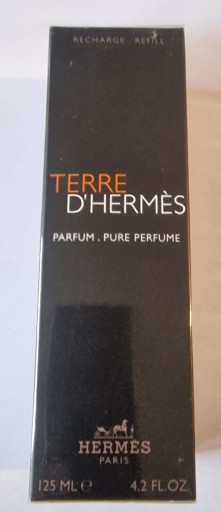 RECHARGE . REFILL
TERRE
D'HERMÈS
PARFUM . PURE PERFUME
HERMÈS
PARIS
125 ML ℮ 4.2 FL.OZ.